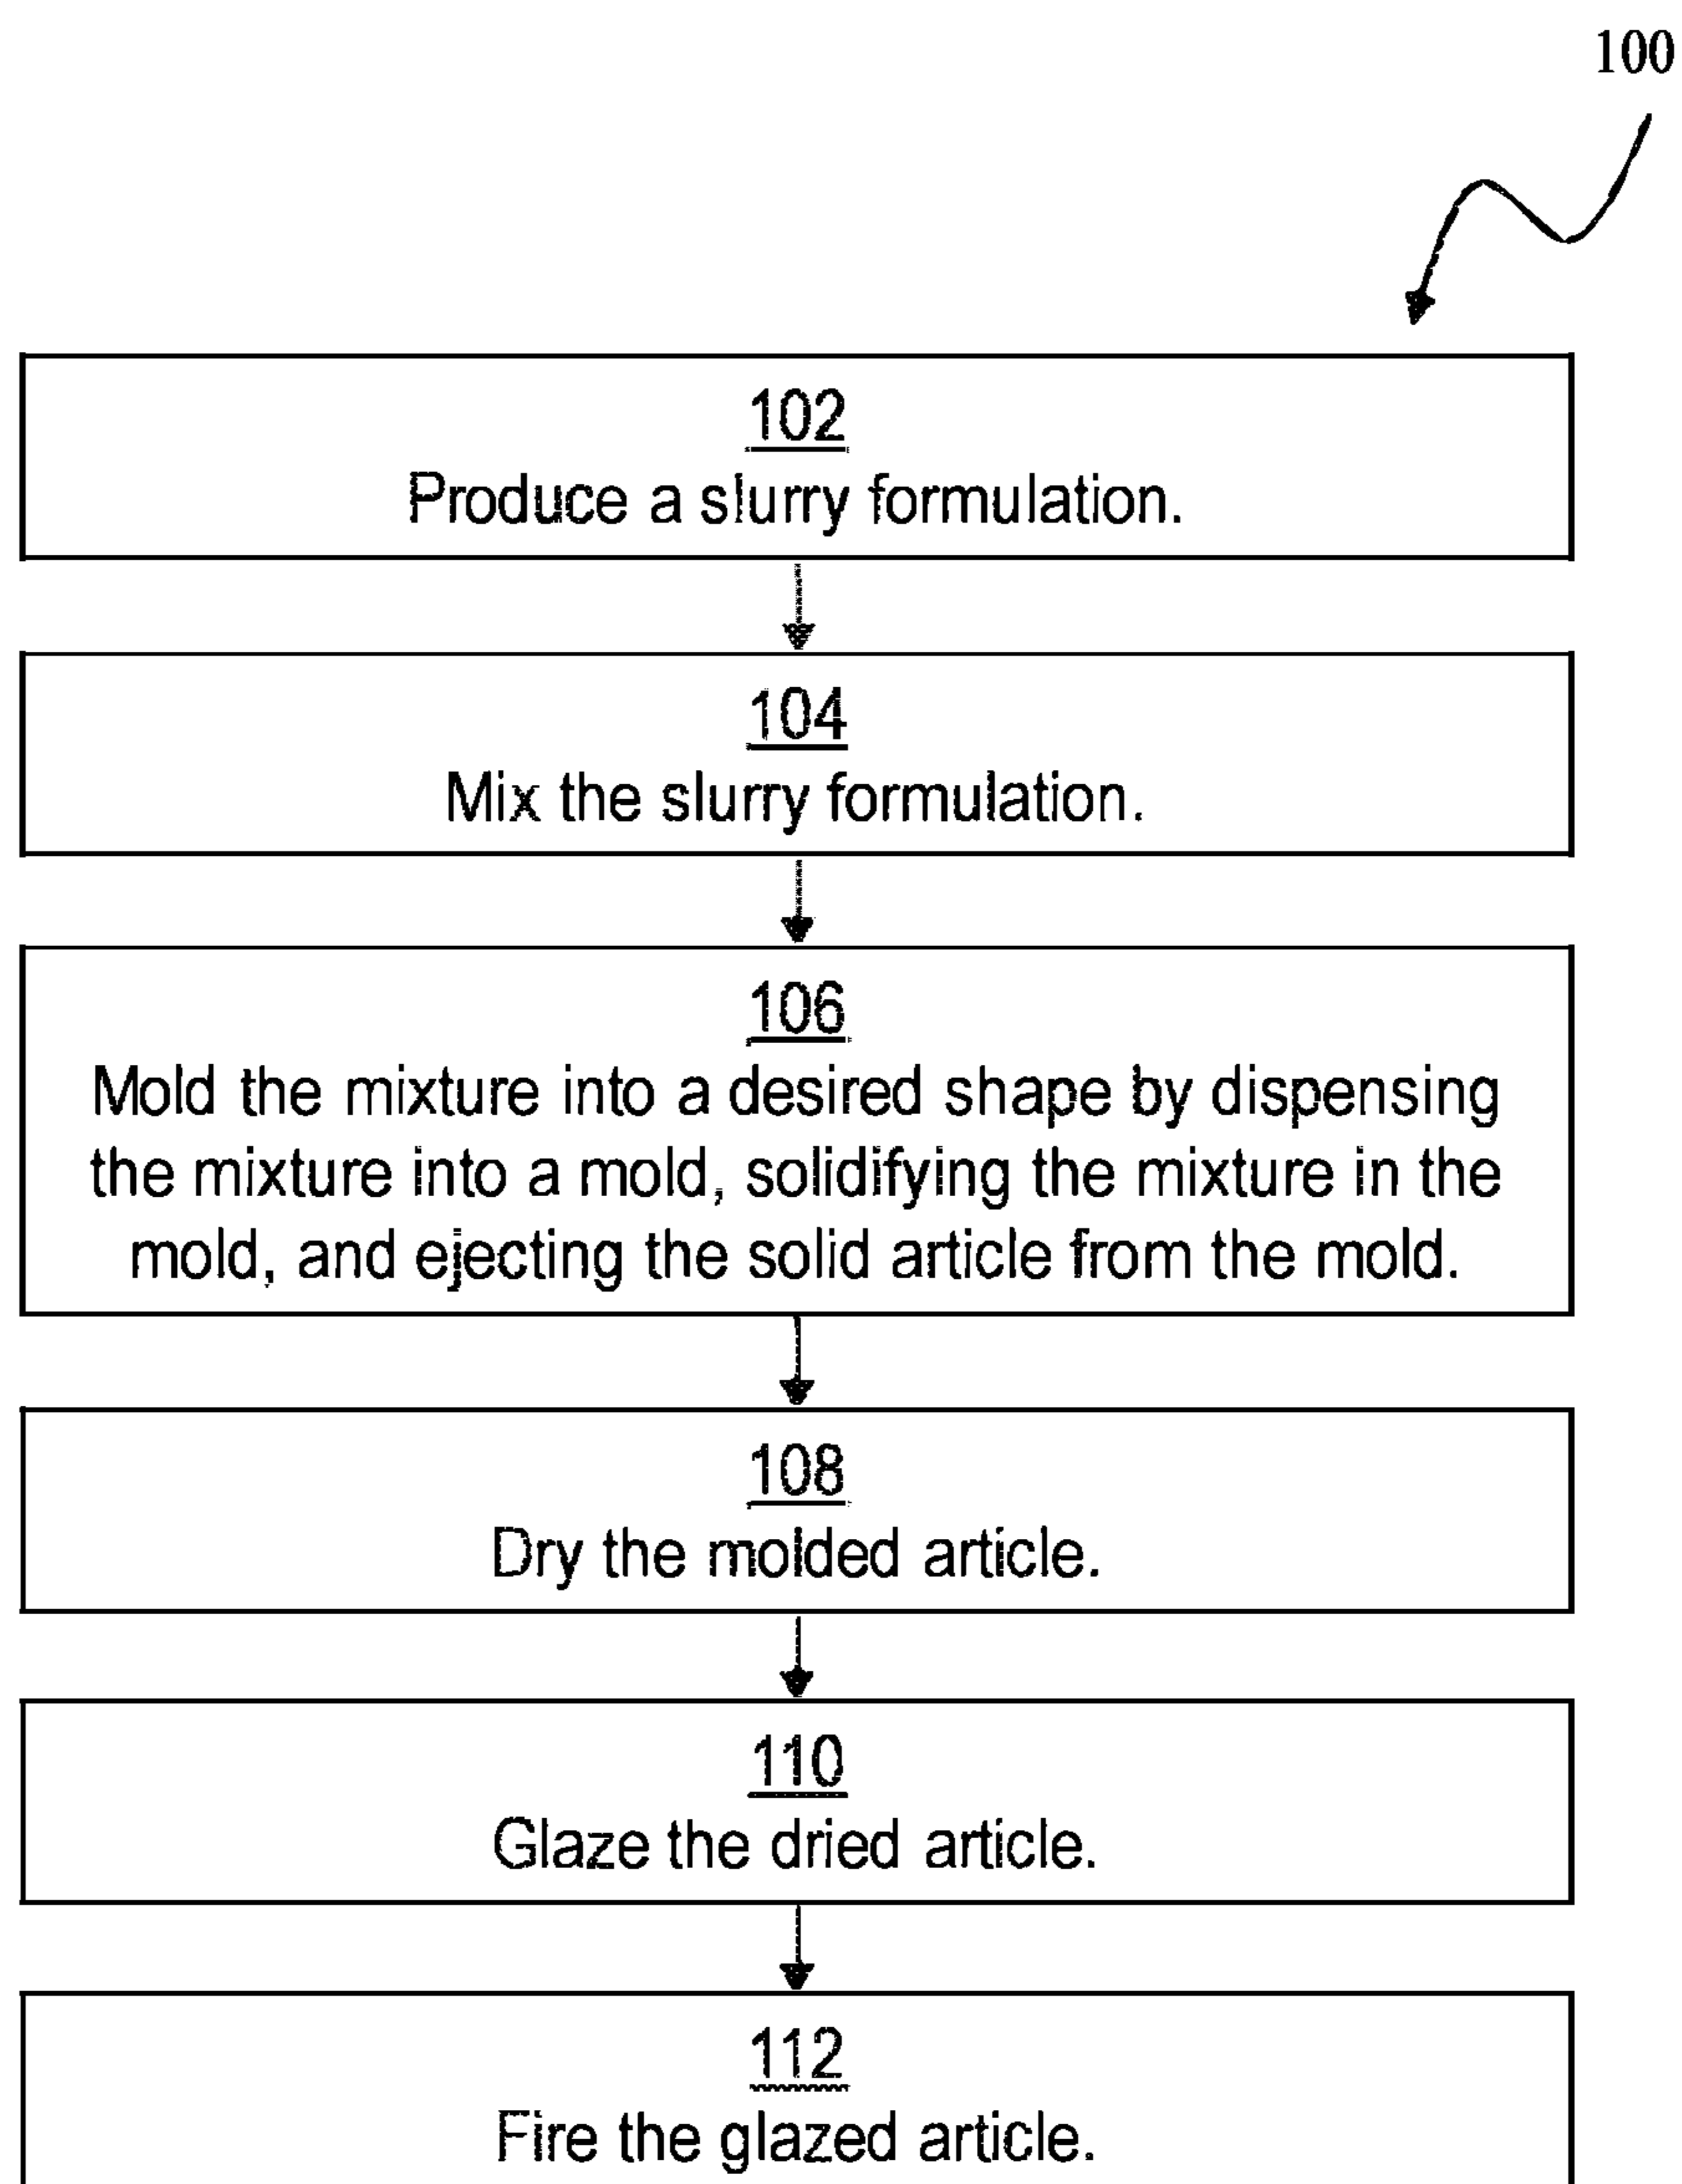 100
102
Produce a slurry formulation.
104
Mix the slurry formulation.
106
Mold the mixture into a desired shape by dispensing
the mixture into a mold, solidifying the mixture in the
mold, and ejecting the solid article from the mold.
108
Dry the molded article.
110
Glaze the dried article.
112
Fire the glazed article.